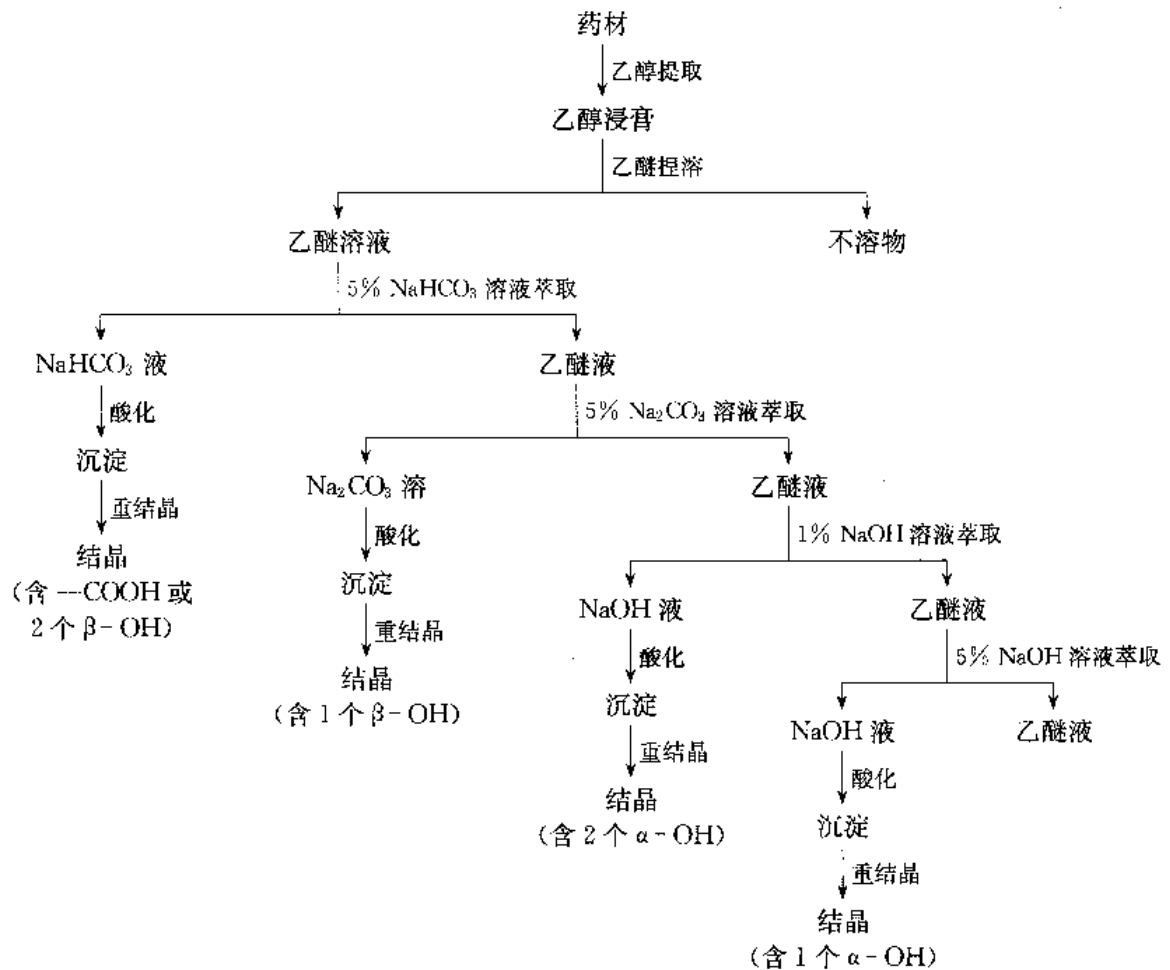 药材
乙醇提取
乙醇浸膏
乙醚捏溶
乙醚溶液
不溶物
5% NaHCO₃ 溶液萃取
NaHCO₃ 液
乙醚液
酸化
5% Na₂CO₃ 溶液萃取
沉淀
Na₂CO₃ 溶
乙醚液
重结晶
酸化
1% NaOH 溶液萃取
结晶
(含 —COOH 或
2 个 β-OH)
沉淀
NaOH 液
乙醚液
重结晶
酸化
5% NaOH 溶液萃取
结晶
(含 1 个 β-OH)
沉淀
NaOH 液
乙醚液
重结晶
酸化
结晶
(含 2 个 α-OH)
沉淀
重结晶
结晶
(含 1 个 α-OH)